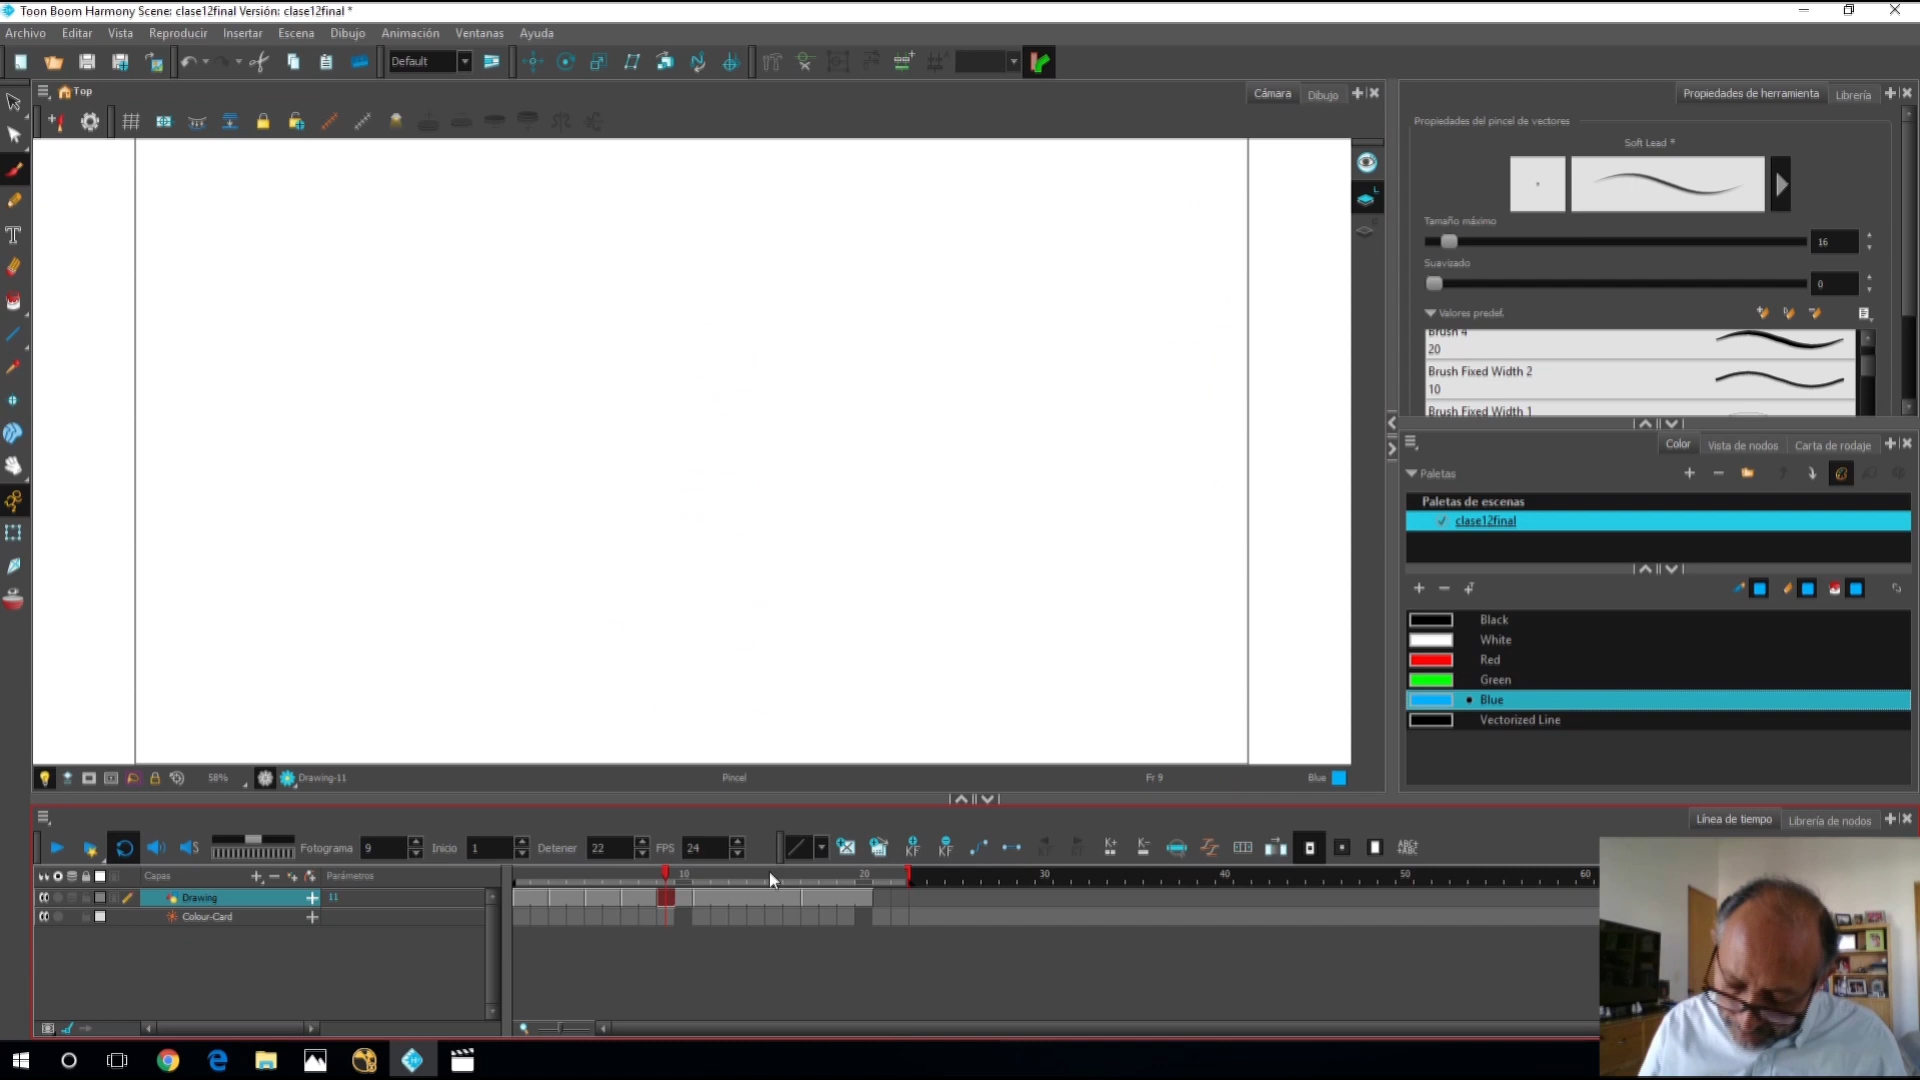 Toon Boom Harmony Scene: clase12final Versión: clase12final *
Archivo Editar Vista Reproducir Insertar Escena Dibujo Animación Ventanas Ayuda
Default
Top
Cámara Dibujo
Propiedades de herramienta Librería
Propiedades del pincel de vectores
Soft Lead *
Tamaño máximo
16
Suavizado
0
Valores predef.
Brush 4
20
Brush Fixed Width 2
10
Brush Fixed Width 1
Color Vista de nodos Carta de rodaje
Paletas
Paletas de escenas
clase12final
Black
White
Red
Green
Blue
Vectorized Line
58% Drawing-11 Pincel Fr 9 Blue
Línea de tiempo Librería de nodos
Fotograma 9 Inicio 1 Detener 22 FPS 24
Capas Parámetros
10 20 30 40 50 60
Drawing 11
Colour-Card